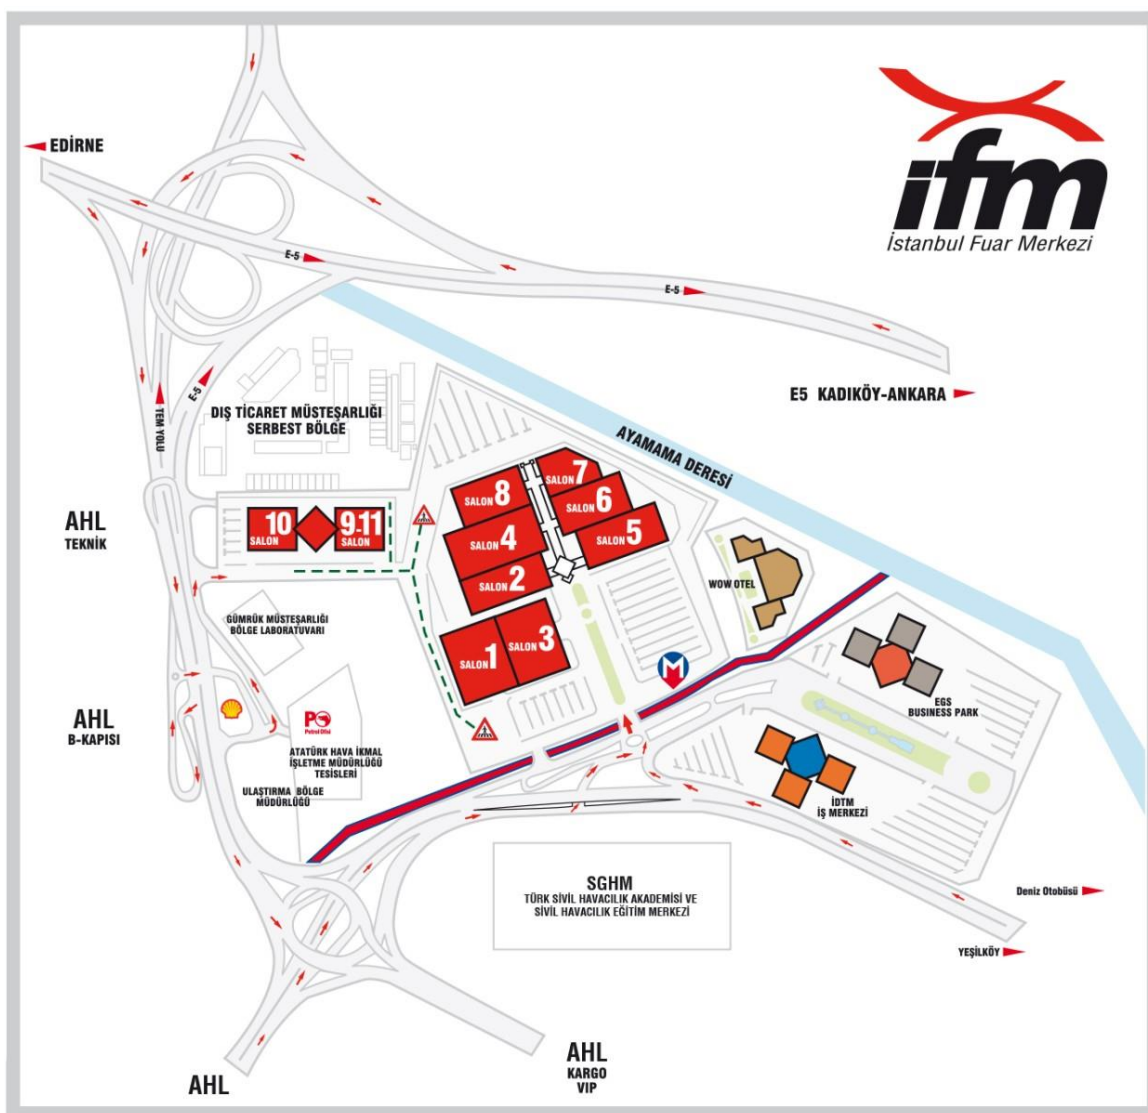 ifm
İstanbul Fuar Merkezi
EDİRNE
E-5
E-5
E5 KADIKÖY-ANKARA
E-5
TEM YOLU
DIŞ TİCARET MÜSTEŞARLIĞI
SERBEST BÖLGE
AYAMAMA DERESİ
SALON 7
SALON 8
SALON 6
SALON 5
SALON 4
SALON 2
SALON 3
SALON 1
10
SALON
9-11
SALON
AHL
TEKNİK
WOW OTEL
GÜMRÜK MÜSTEŞARLIĞI
BÖLGE LABORATUVARI
M
EGS
BUSINESS PARK
AHL
B-KAPISI
PO
Petrol Ofisi
ATATÜRK HAVA İKMAL
İŞLETME MÜDÜRLÜĞÜ
TESİSLERİ
ULAŞTIRMA BÖLGE
MÜDÜRLÜĞÜ
İDTM
İŞ MERKEZİ
SGHM
TÜRK SİVİL HAVACILIK AKADEMİSİ VE
SİVİL HAVACILIK EĞİTİM MERKEZİ
Deniz Otobüsü
YEŞİLKÖY
AHL
KARGO
VIP
AHL